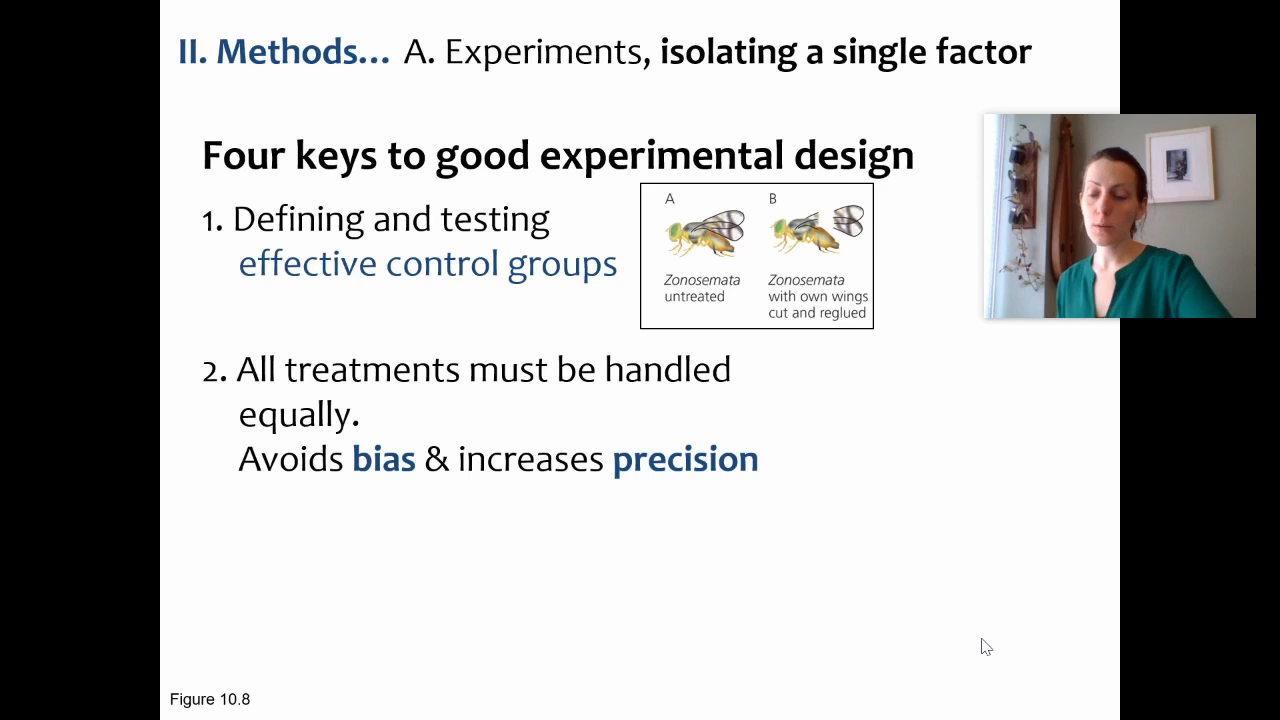 II. Methods... A. Experiments, isolating a single factor
Four keys to good experimental design
1. Defining and testing
effective control groups
A
B
Zonosemata
untreated
Zonosemata
with own wings
cut and reglued
2. All treatments must be handled
equally.
Avoids bias & increases precision
Figure 10.8